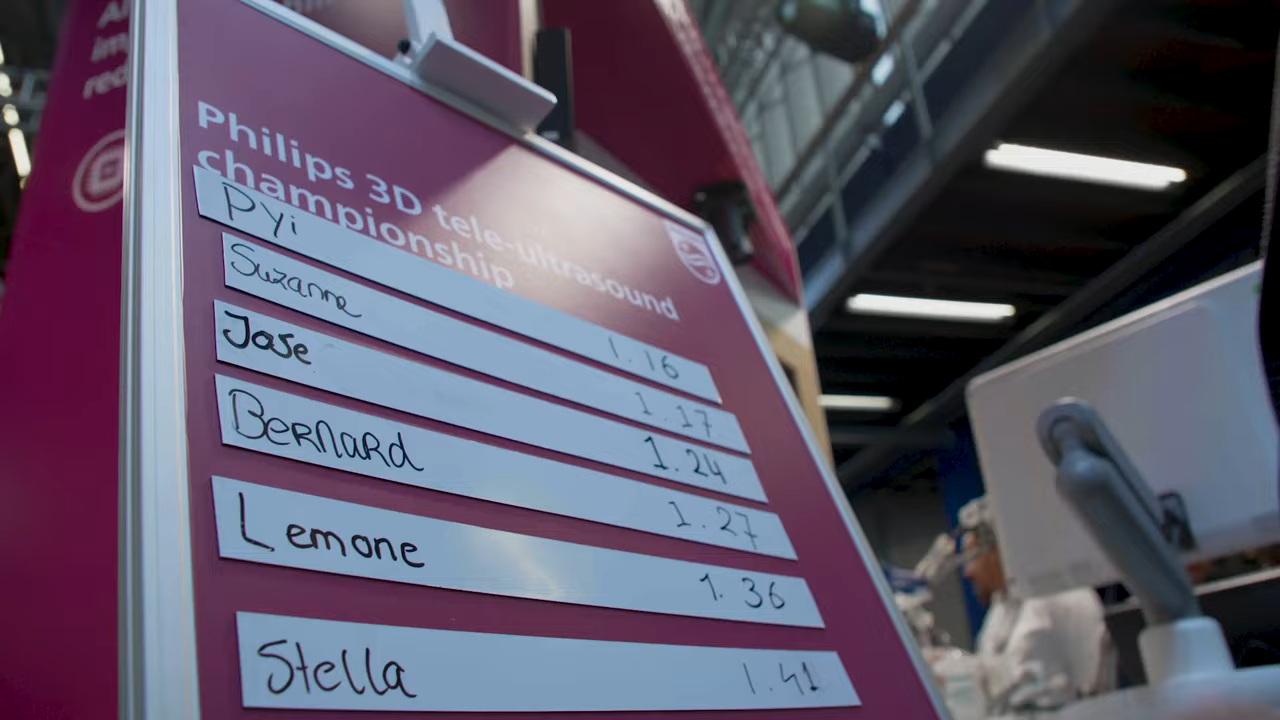 Philips 3D tele-ultrasound
championship
Pyi 1.16
Suzanne 1.17
Jase 1.24
Bernard 1.27
Lemone 1.36
Stella 1.41